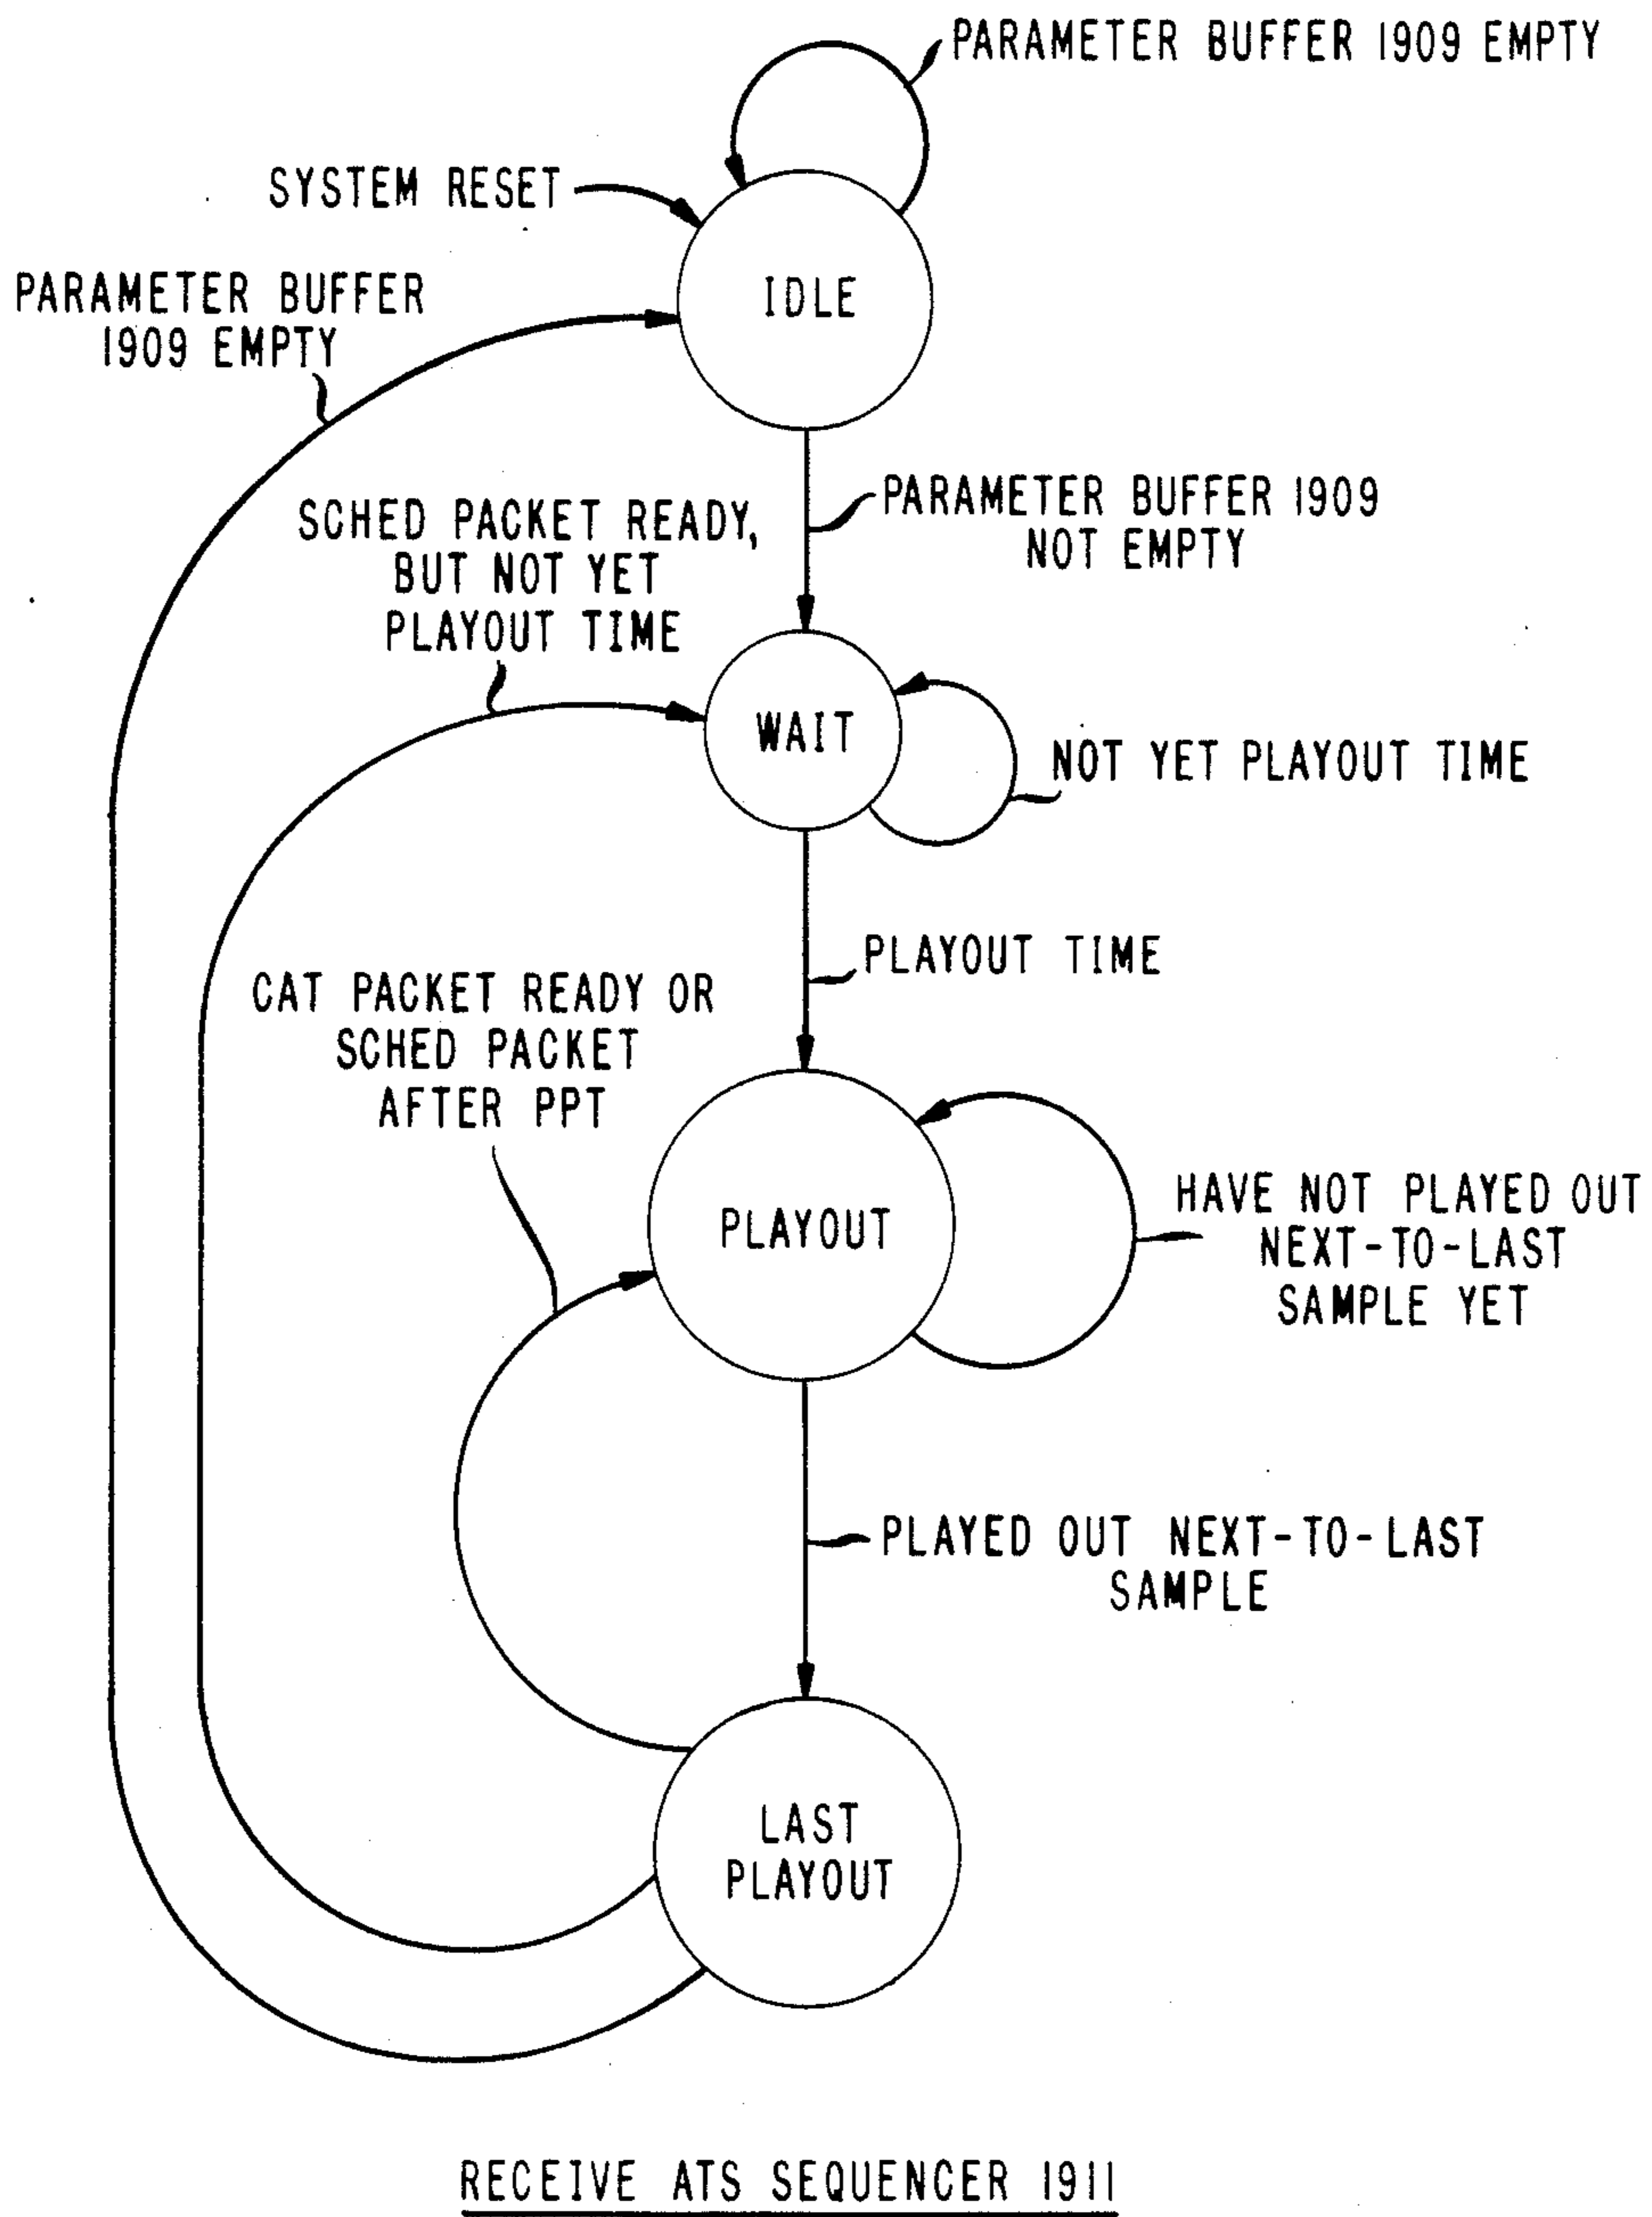 PARAMETER BUFFER 1909 EMPTY
SYSTEM RESET
PARAMETER BUFFER
1909 EMPTY
IDLE
PARAMETER BUFFER 1909
NOT EMPTY
SCHED PACKET READY,
BUT NOT YET
PLAYOUT TIME
WAIT
NOT YET PLAYOUT TIME
PLAYOUT TIME
CAT PACKET READY OR
SCHED PACKET
AFTER PPT
PLAYOUT
HAVE NOT PLAYED OUT
NEXT-TO-LAST
SAMPLE YET
PLAYED OUT NEXT-TO-LAST
SAMPLE
LAST
PLAYOUT
RECEIVE ATS SEQUENCER 1911